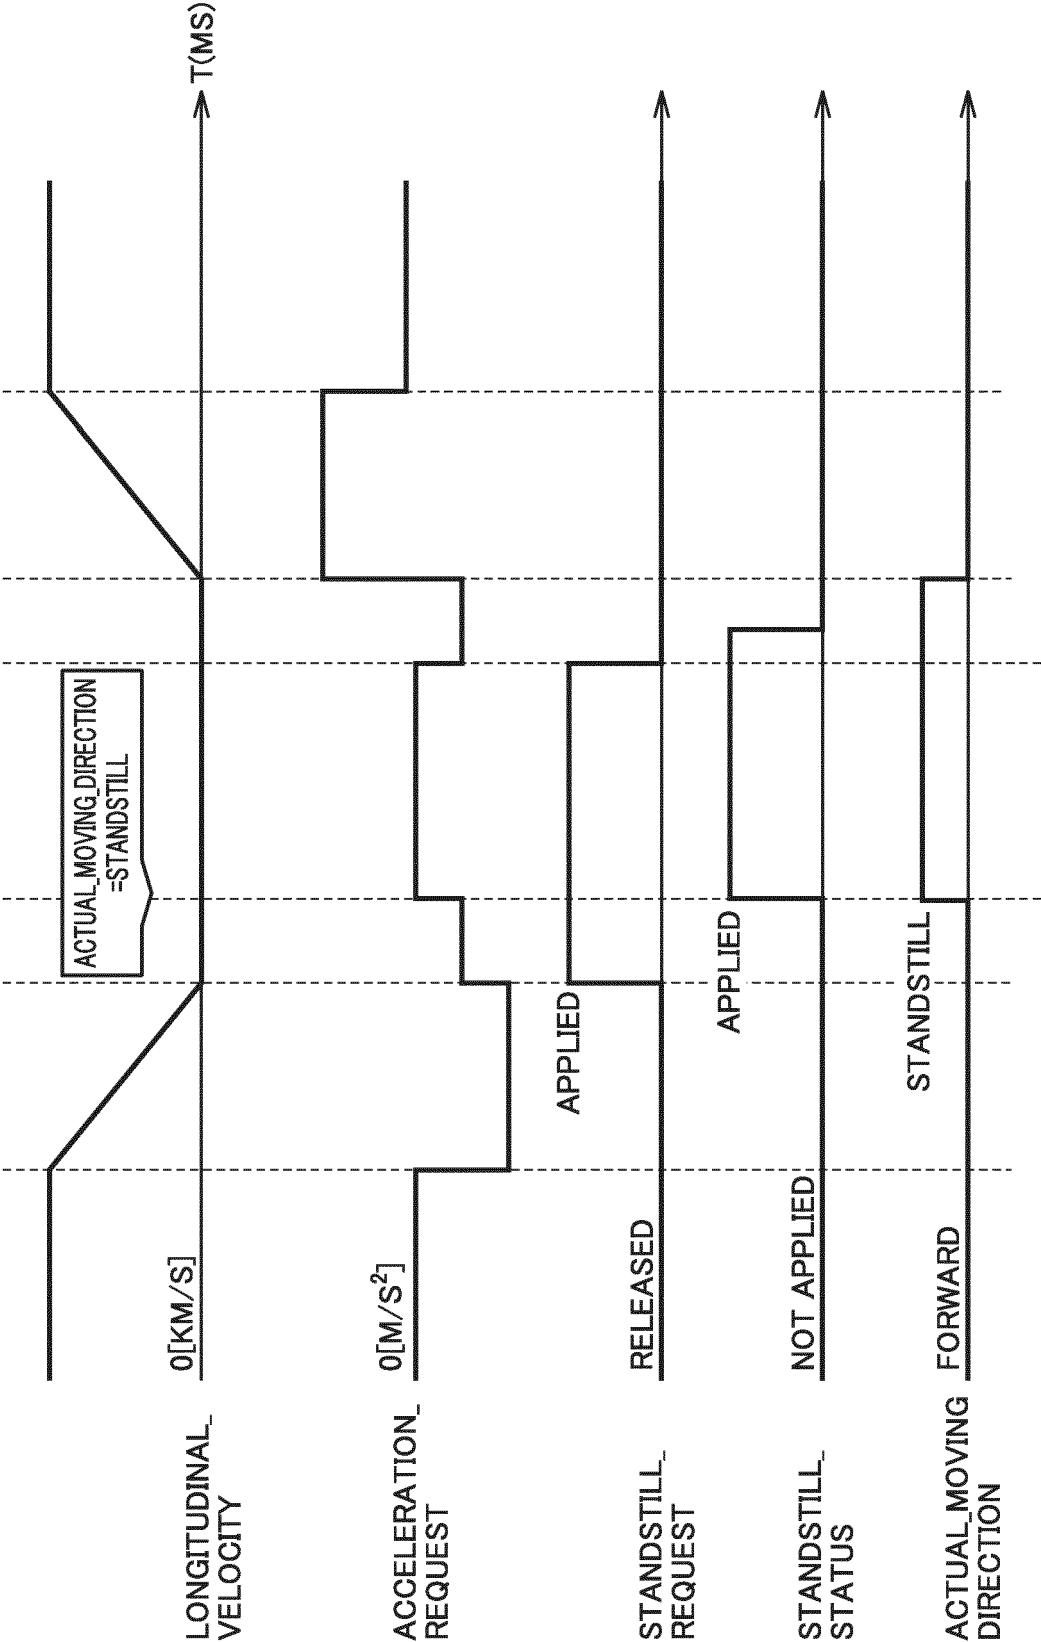 T(MS)
ACTUAL_MOVING_DIRECTION
=STANDSTILL
0[KM/S]
LONGITUDINAL_
VELOCITY
0[M/S²]
ACCELERATION_
REQUEST
APPLIED
RELEASED
STANDSTILL_
REQUEST
APPLIED
NOT APPLIED
STANDSTILL_
STATUS
STANDSTILL
FORWARD
ACTUAL_MOVING
DIRECTION